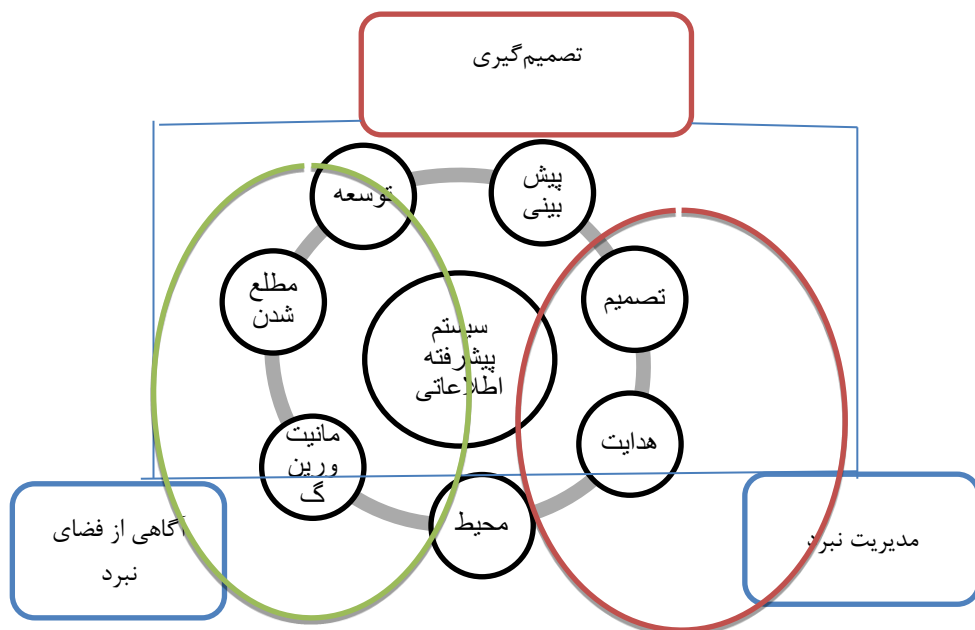 تصمیم‌گیری
پیش
بینی
توسعه
تصمیم
مطلع
شدن
سیستم
پیشرفته
اطلاعاتی
هدایت
مانیت
ورین
گ
محیط
آگاهی از فضای
نبرد
مدیریت نبرد